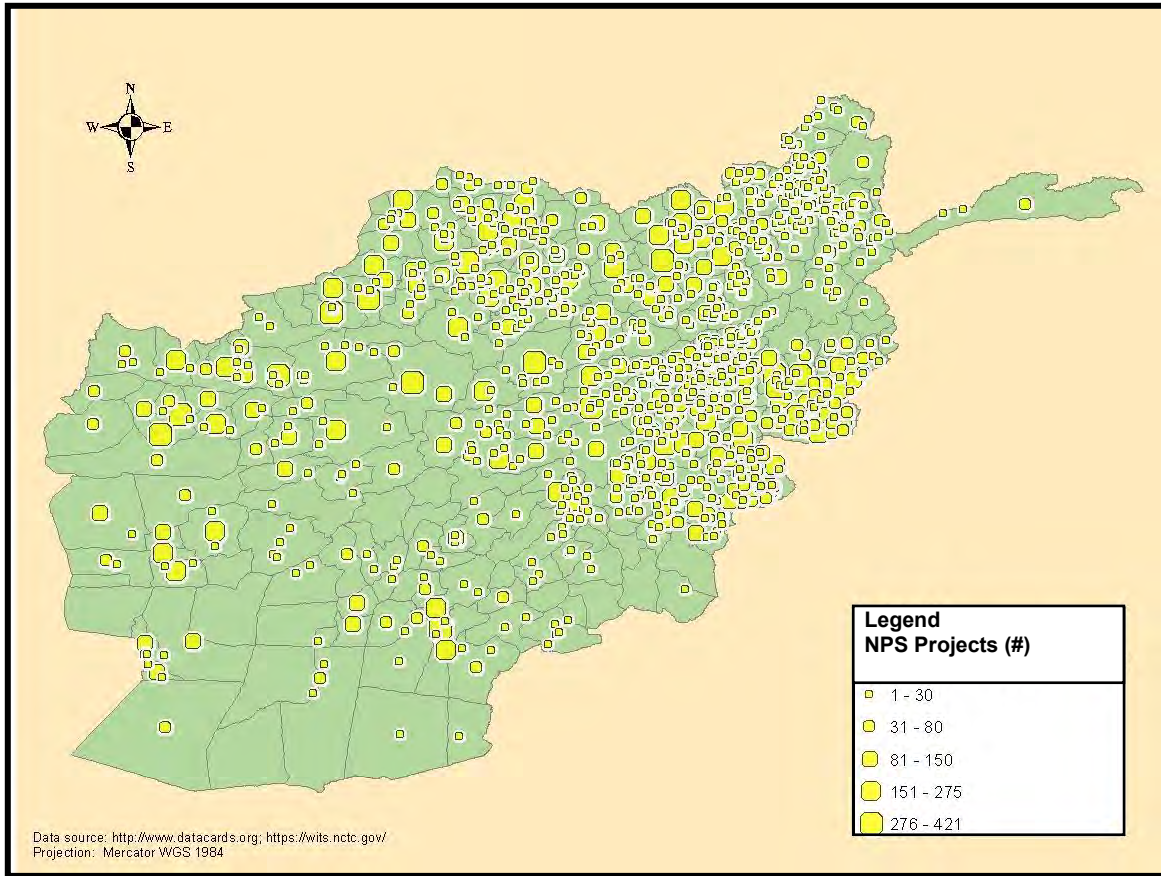 N
W E
S
Legend
NPS Projects (#)
1 - 30
31 - 80
81 - 150
151 - 275
276 - 421
Data source: http://www.datacards.org; https://wits.nctc.gov/
Projection: Mercator WGS 1984